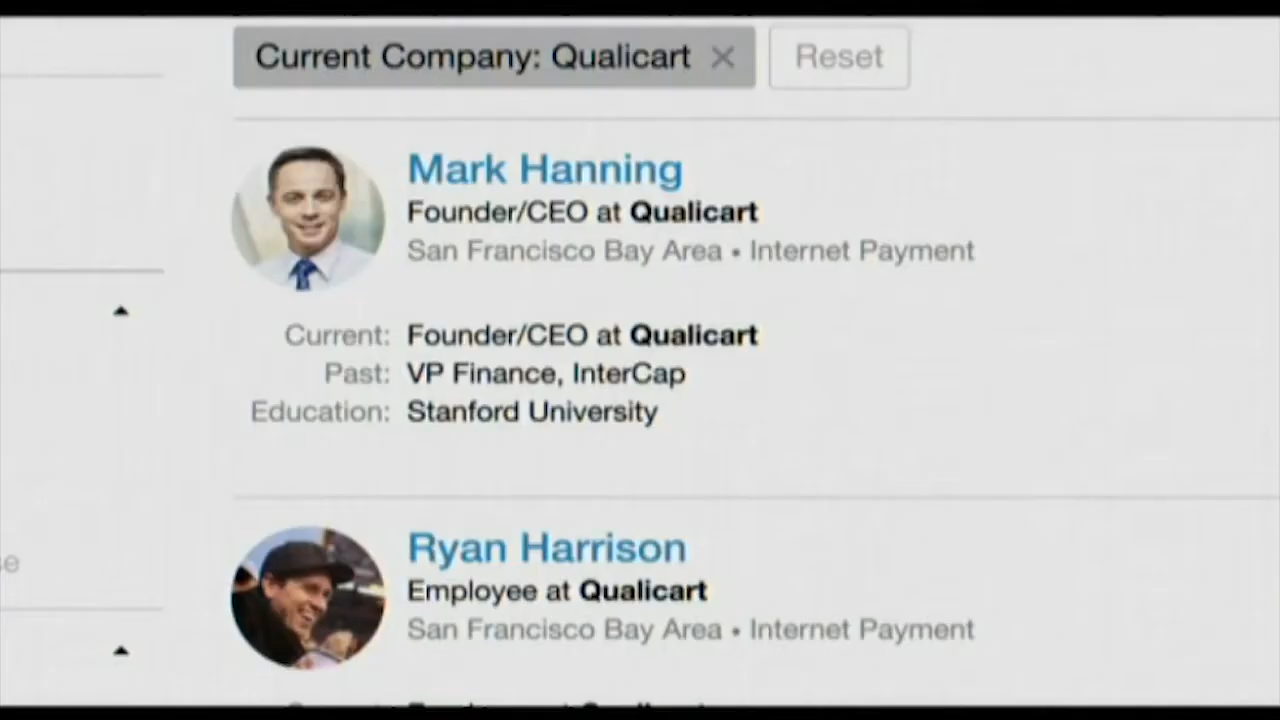 Current Company: Qualicart ×
Reset
Mark Hanning
Founder/CEO at Qualicart
San Francisco Bay Area • Internet Payment
Current: Founder/CEO at Qualicart
Past: VP Finance, InterCap
Education: Stanford University
Ryan Harrison
Employee at Qualicart
San Francisco Bay Area • Internet Payment